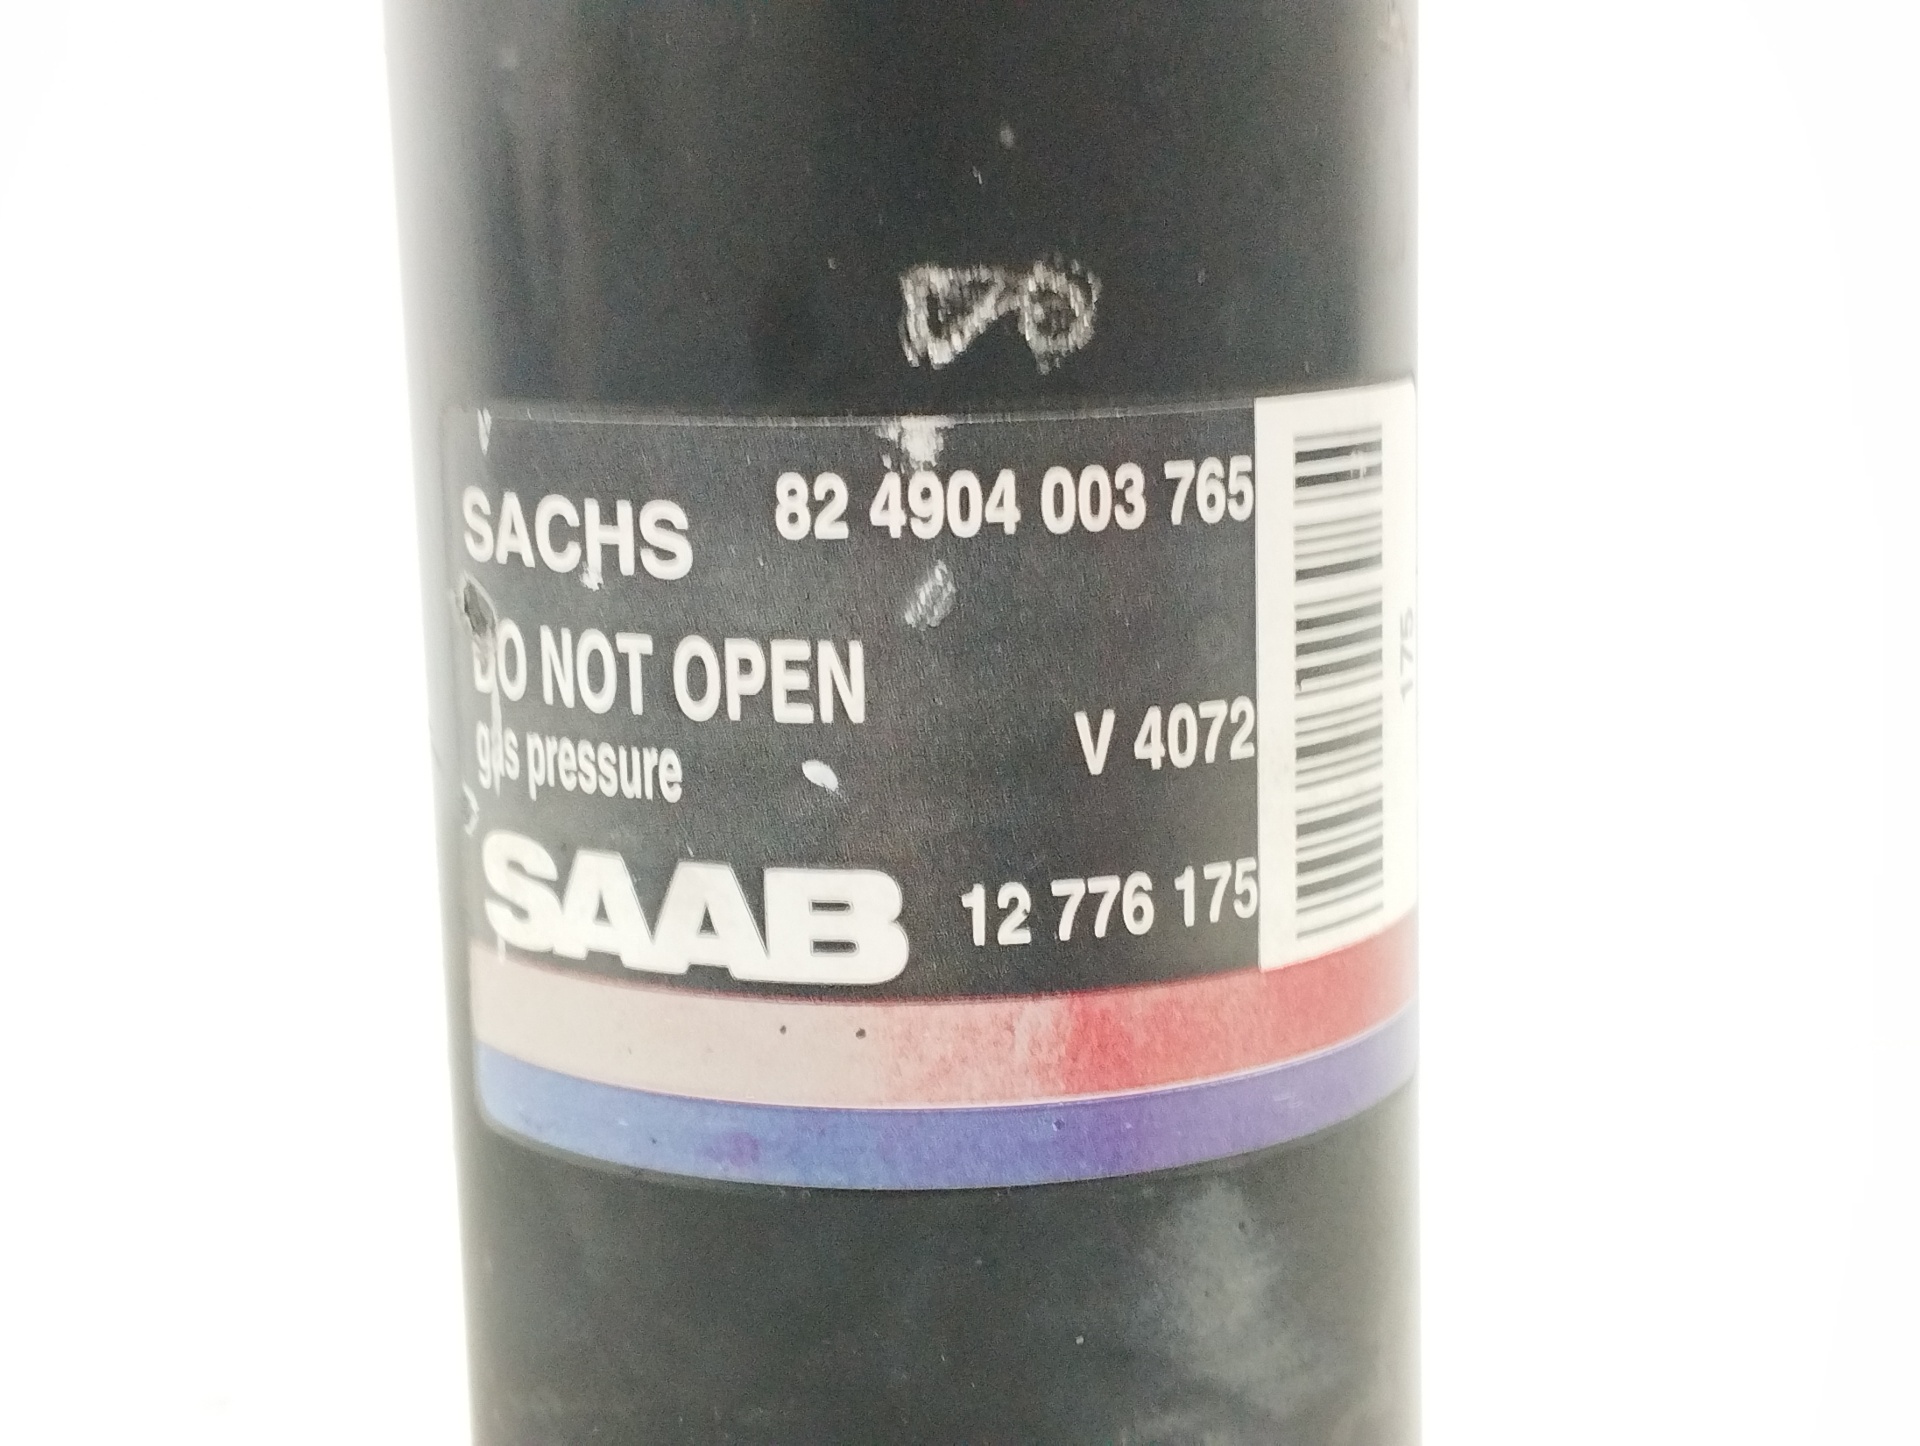 SACHS 82 4904 003 765
DO NOT OPEN
gas pressure
V 4072
SAAB 12 776 175
175